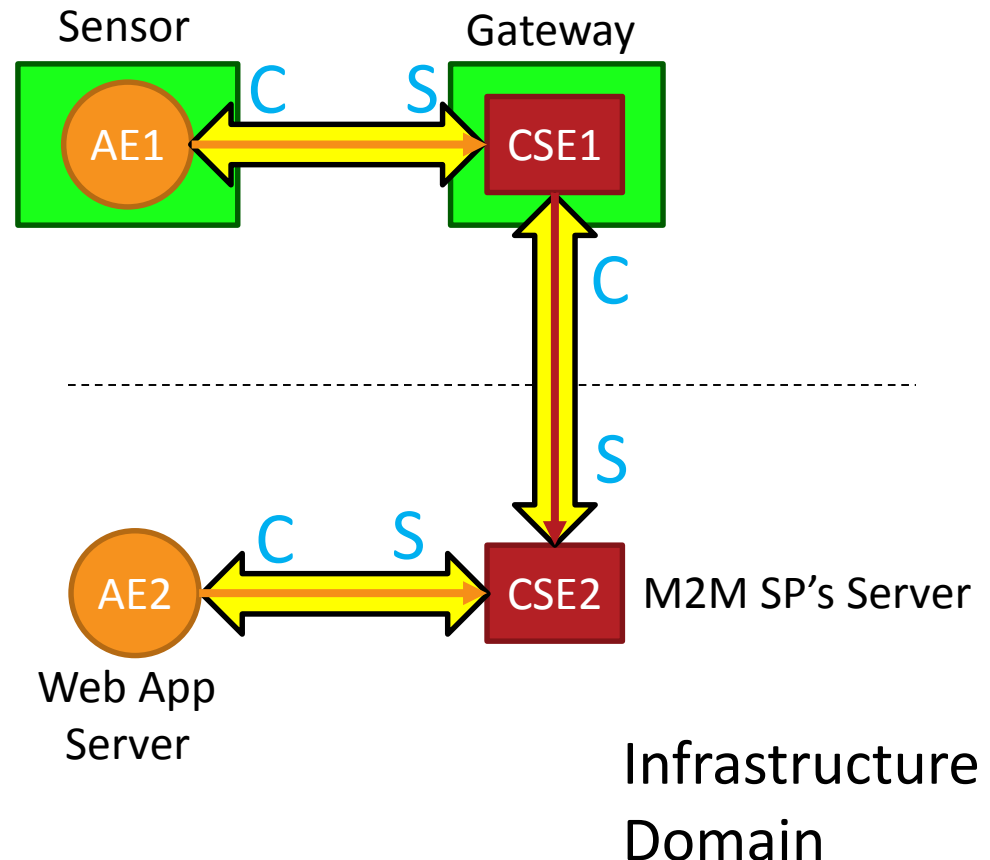 Sensor
Gateway
C S
AE1
CSE1
C
S
C S
AE2
CSE2
M2M SP's Server
Web App
Server
Infrastructure
Domain